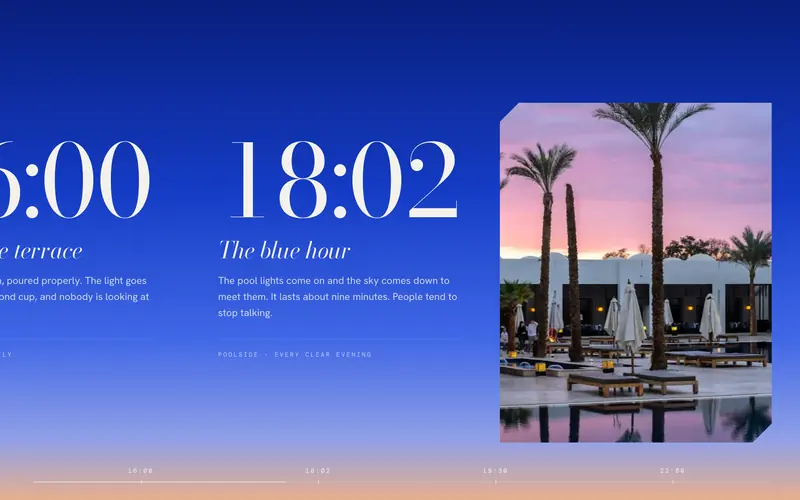 6:00
e terrace
, poured properly. The light goes
ond cup, and nobody is looking at
LY
18:02
The blue hour
The pool lights come on and the sky comes down to
meet them. It lasts about nine minutes. People tend to
stop talking.
POOLSIDE · EVERY CLEAR EVENING
16:00
18:02
19:30